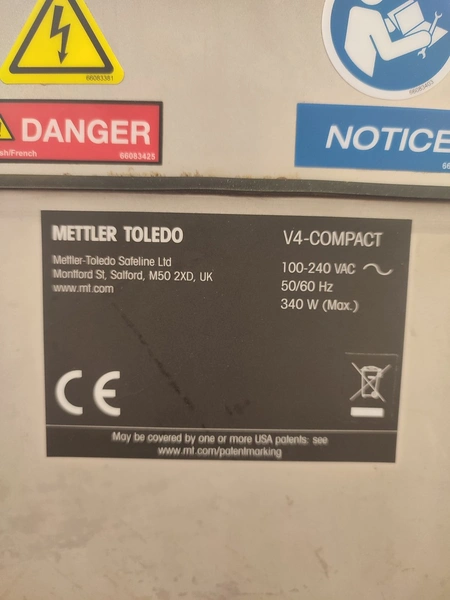 66083381
66083423
DANGER
sh/French 66083425
NOTICE
66
METTLER TOLEDO
V4-COMPACT
Mettler-Toledo Safeline Ltd
Montford St, Salford, M50 2XD, UK
www.mt.com
100-240 VAC
50/60 Hz
340 W (Max.)
CE
May be covered by one or more USA patents: see
www.mt.com/patentmarking